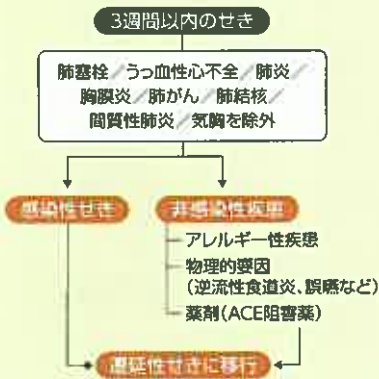 3週間以内のせき
肺塞栓／うっ血性心不全／肺炎／
胸膜炎／肺がん／肺結核／
間質性肺炎／気胸を除外
感染性せき
非感染性疾患
アレルギー性疾患
物理的要因
（逆流性食道炎、誤嚥など）
薬剤（ACE阻害薬）
遷延性せきに移行